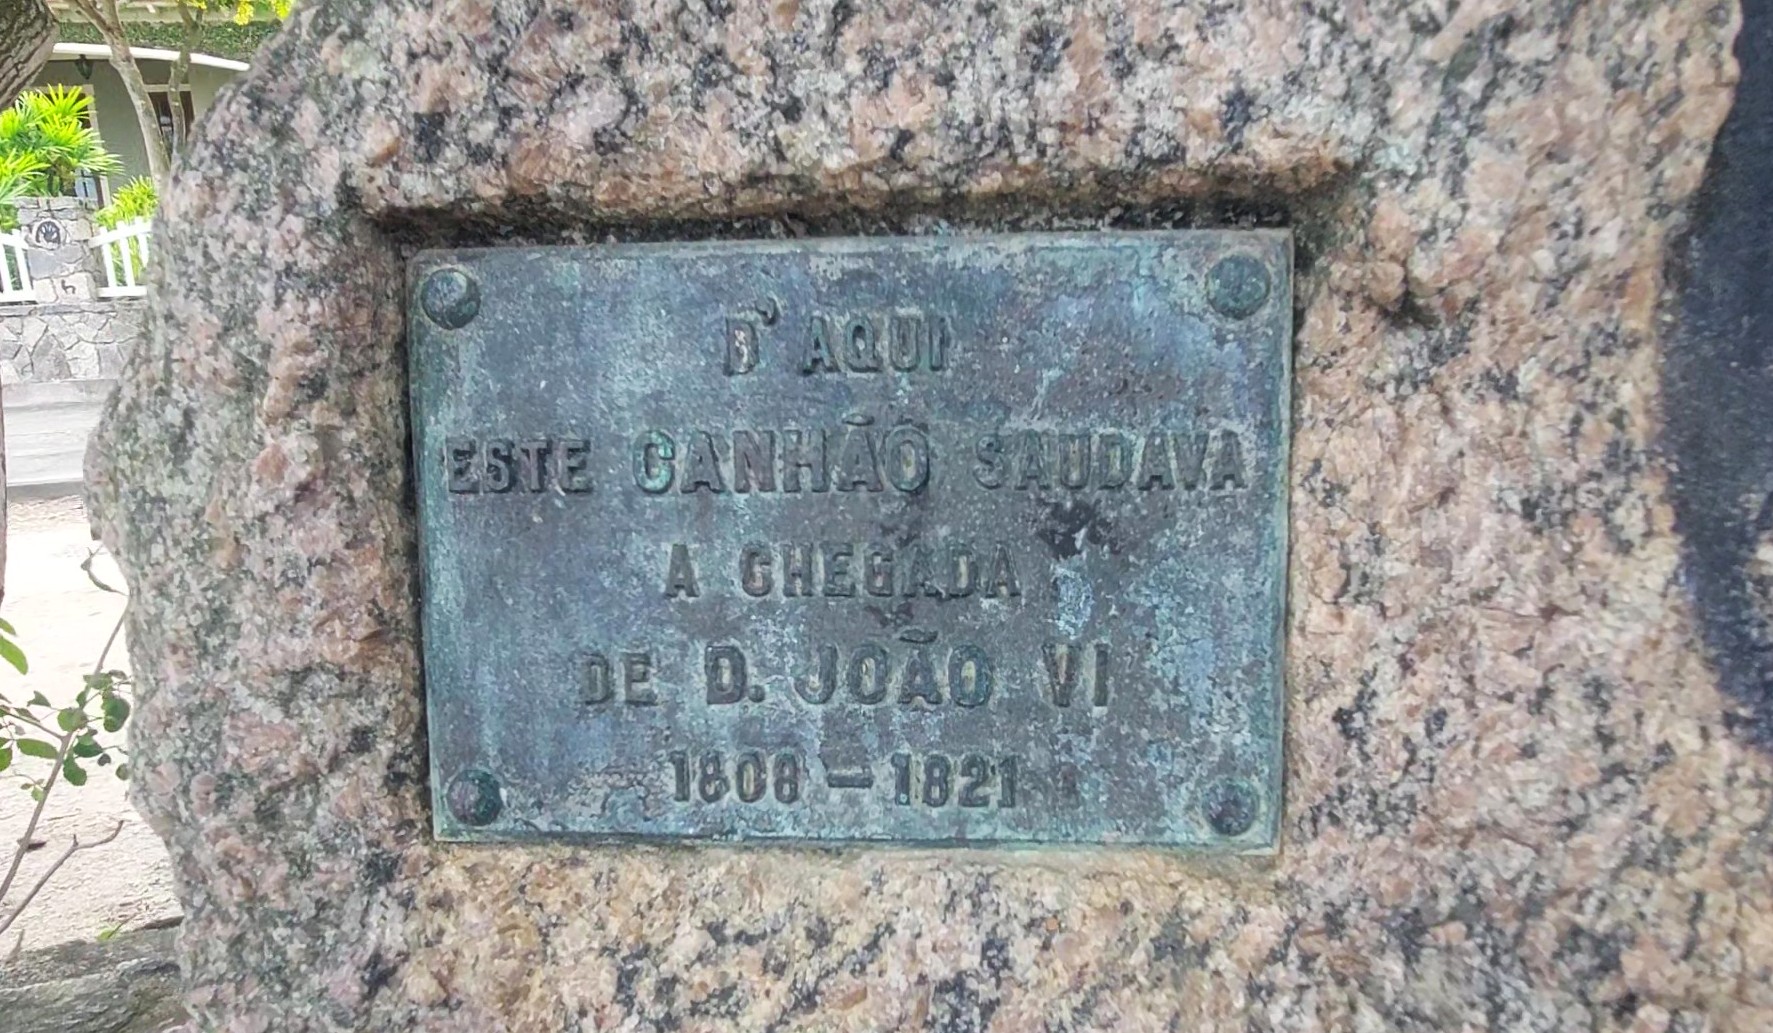 D' AQUI
ESTE CANHÃO SAUDAVA
A CHEGADA
DE D. JOÃO VI
1808 — 1821